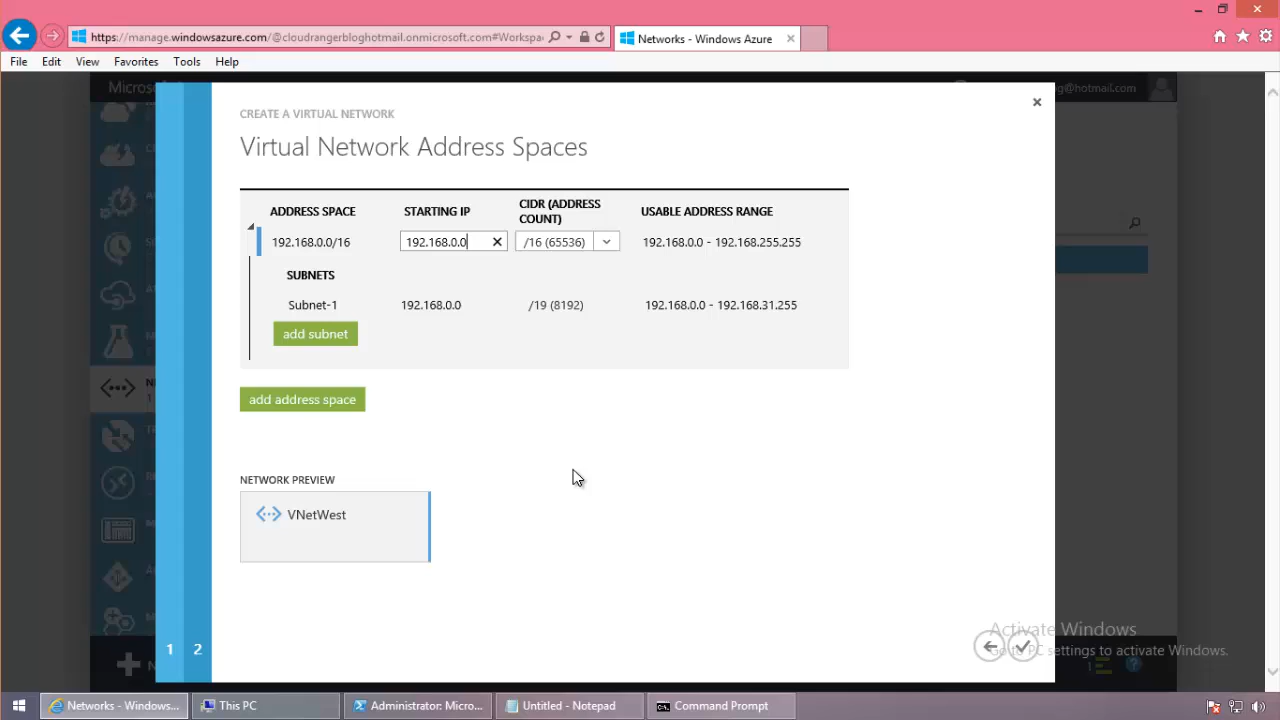 https://manage.windowsazure.com/@cloudrangerbloghotmail.onmicrosoft.com#Workspa
Networks - Windows Azure
File Edit View Favorites Tools Help
Micros
g@hotmail.com
CREATE A VIRTUAL NETWORK
Virtual Network Address Spaces
ADDRESS SPACE STARTING IP CIDR (ADDRESS COUNT) USABLE ADDRESS RANGE
192.168.0.0/16 192.168.0.0 /16 (65536) 192.168.0.0 - 192.168.255.255
SUBNETS
Subnet-1 192.168.0.0 /19 (8192) 192.168.0.0 - 192.168.31.255
add subnet
add address space
NETWORK PREVIEW
VNetWest
1 2
Activate Windows
Go to PC settings to activate Windows.
N
1
Networks - Windows... This PC Administrator: Micro... Untitled - Notepad Command Prompt